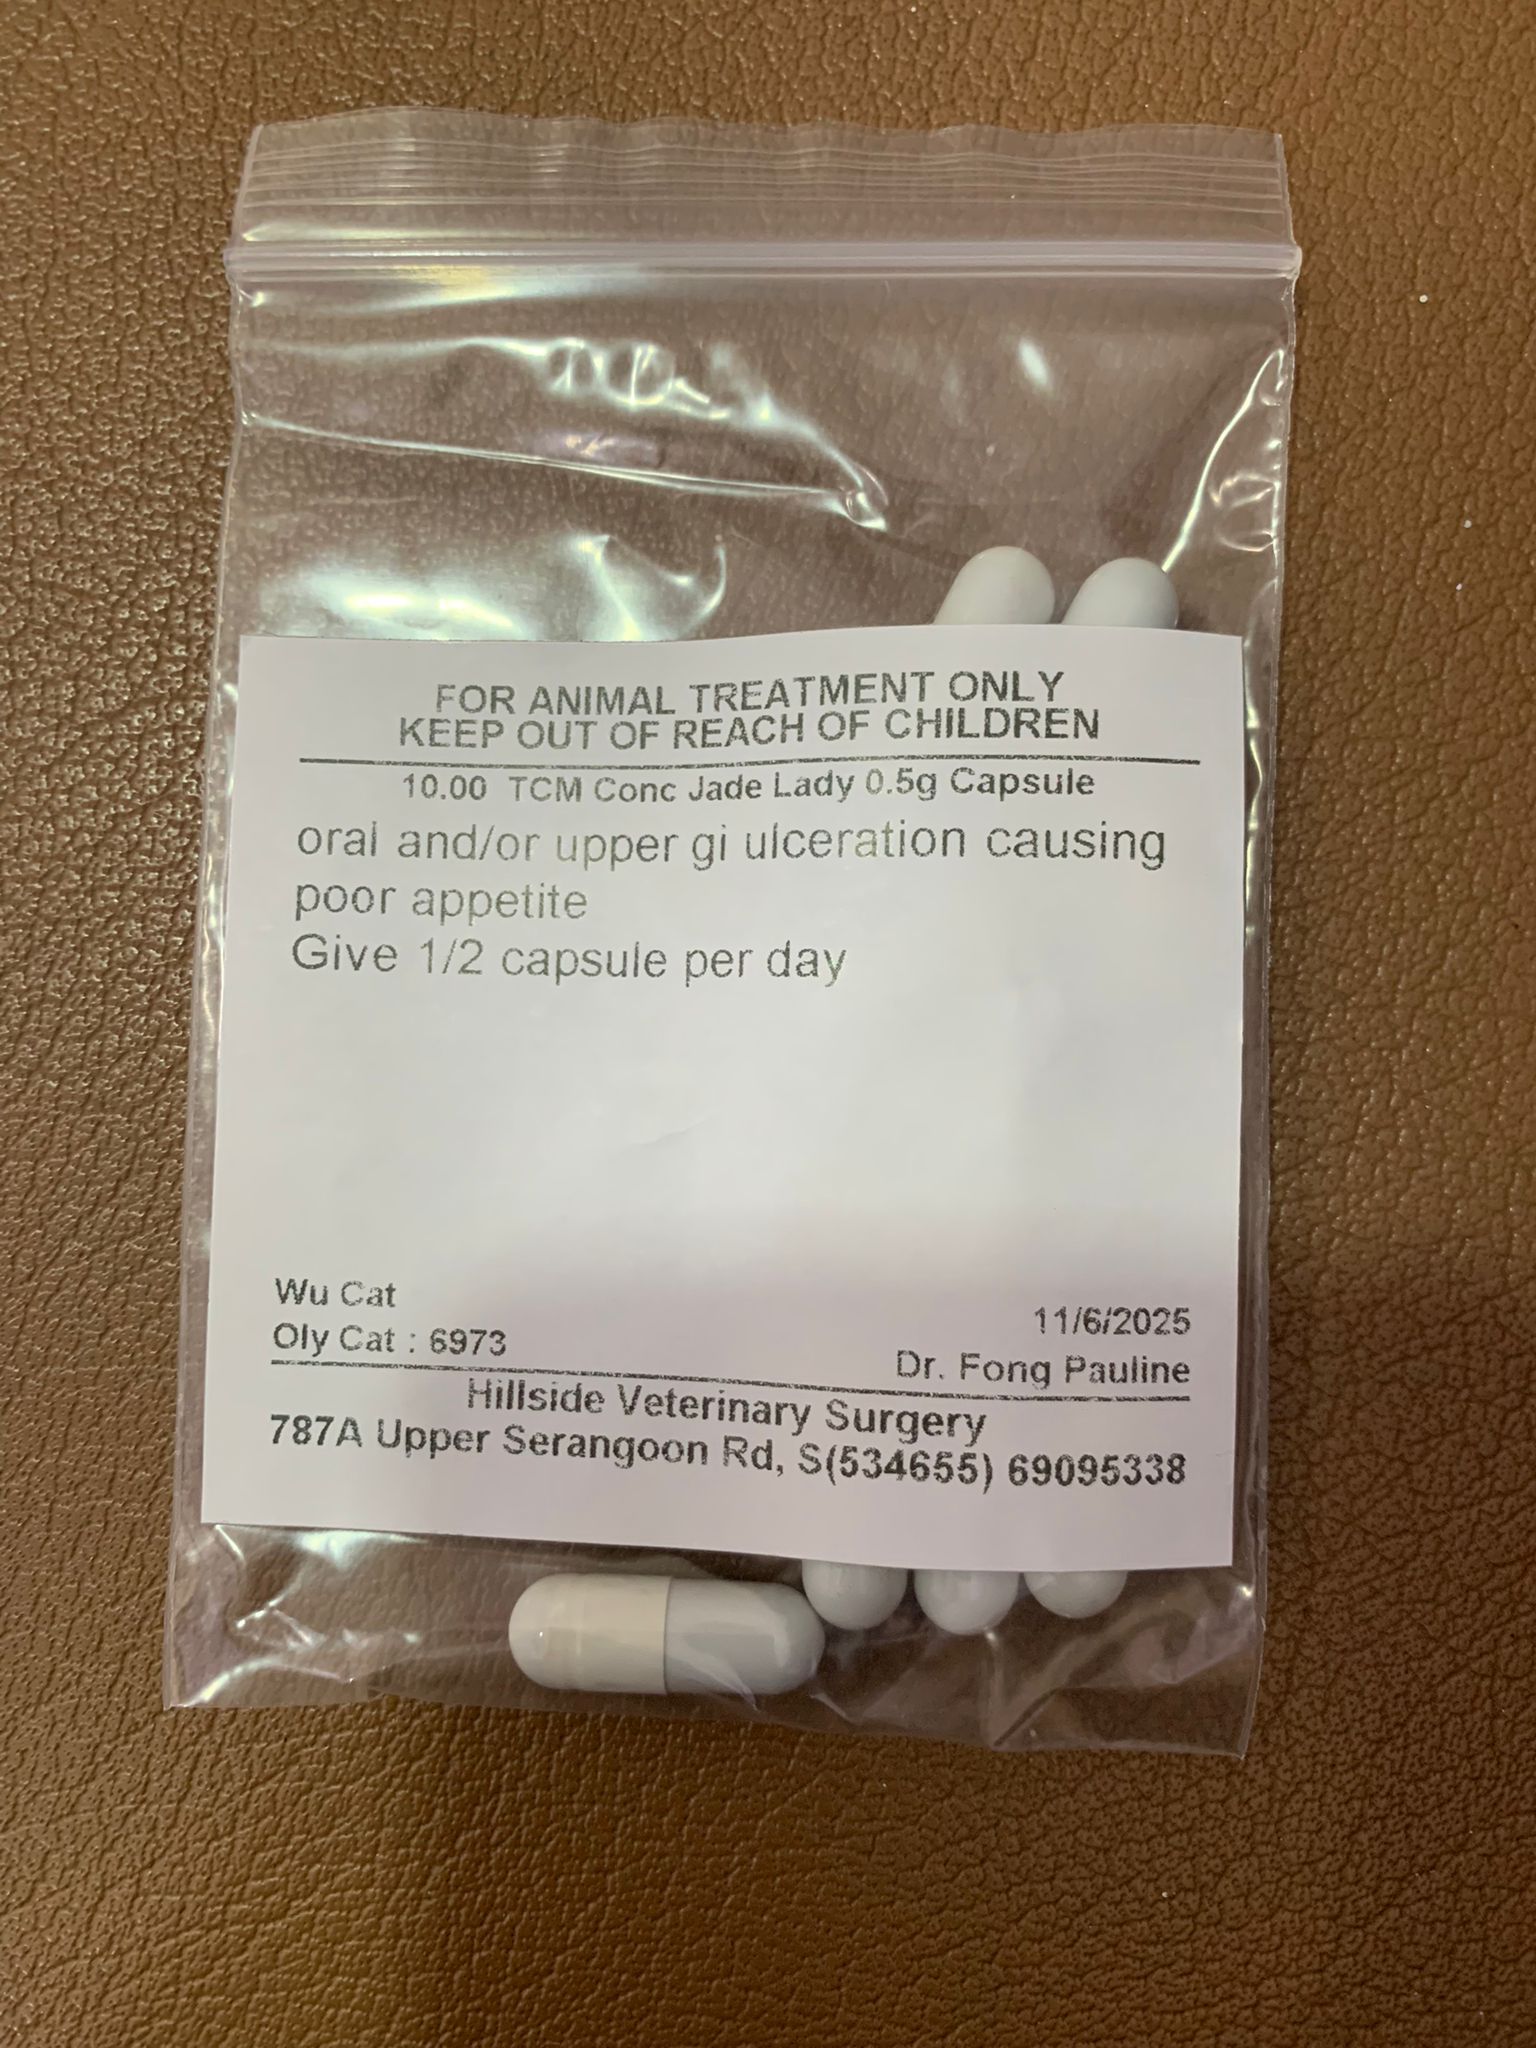 FOR ANIMAL TREATMENT ONLY
KEEP OUT OF REACH OF CHILDREN
10.00 TCM Conc Jade Lady 0.5g Capsule
oral and/or upper gi ulceration causing
poor appetite
Give 1/2 capsule per day
Wu Cat
11/6/2025
Oly Cat : 6973
Dr. Fong Pauline
Hillside Veterinary Surgery
787A Upper Serangoon Rd, S(534655) 69095338